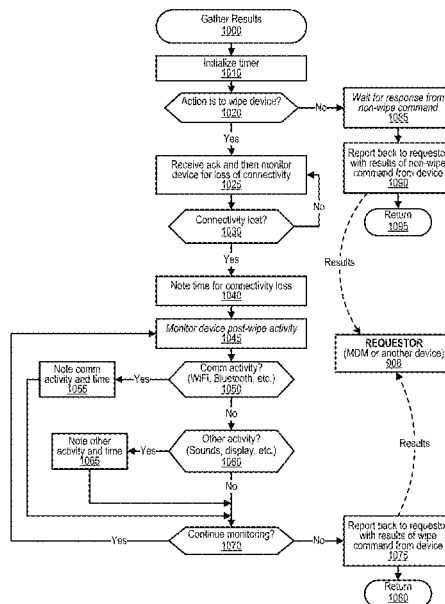 Gather Results
1000
Initialize timer
1010
Action is to wipe device?
1020
No
Wait for response from
non-wipe command
1085
Yes
Receive ack and then monitor
device for loss of connectivity
1025
Report back to requestor
with results of non-wipe
command from device
1090
No
Connectivity lost?
1030
Return
1095
Yes
Results
Note time for connectivity loss
1040
Monitor device post-wipe activity
1045
REQUESTOR
(MDM or another device)
908
Note comm
activity and time
1055
Yes
Comm activity?
(WiFi, Bluetooth, etc.)
1050
No
Note other
activity and time
1065
Yes
Other activity?
(Sounds, display, etc.)
1060
Results
No
Yes
Continue monitoring?
1070
No
Report back to requestor
with results of wipe
command from device
1075
Return
1080